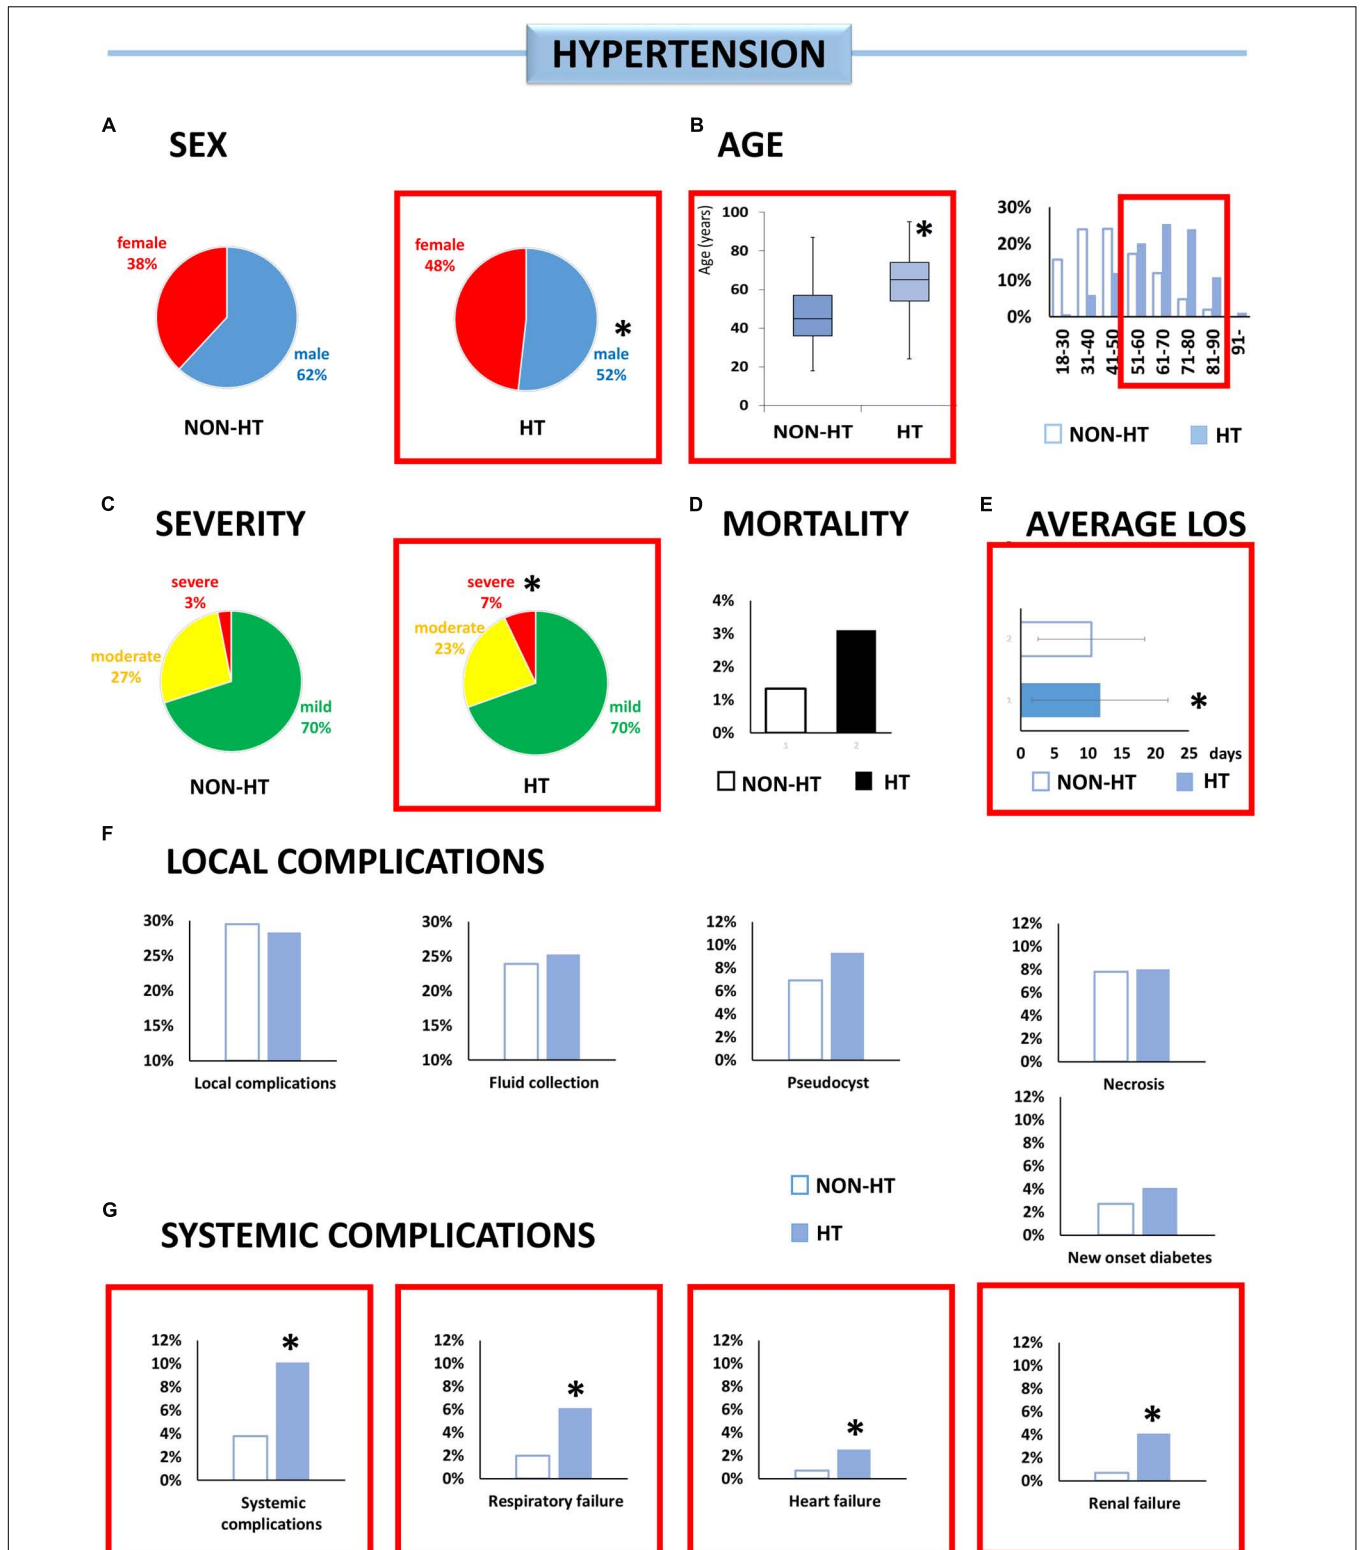 HYPERTENSION
A
SEX
female
38%
male
62%
NON-HT
female
48%
male
52%
*
HT
B
AGE
Age (years)
100
80
60
40
20
0
*
NON-HT
HT
30%
20%
10%
0%
18-30
31-40
41-50
51-60
61-70
71-80
81-90
91-
NON-HT
HT
C
SEVERITY
severe
3%
moderate
27%
mild
70%
NON-HT
severe *
7%
moderate
23%
mild
70%
HT
D
MORTALITY
4%
3%
2%
1%
0%
1
2
NON-HT
HT
E
AVERAGE LOS
2
1
*
0 5 10 15 20 25 days
NON-HT
HT
F
LOCAL COMPLICATIONS
30%
25%
20%
15%
10%
Local complications
30%
25%
20%
15%
10%
Fluid collection
12%
10%
8%
6%
4%
2%
0%
Pseudocyst
12%
10%
8%
6%
4%
2%
0%
Necrosis
12%
10%
8%
6%
4%
2%
0%
New onset diabetes
NON-HT
HT
G
SYSTEMIC COMPLICATIONS
12%
10%
8%
6%
4%
2%
0%
*
Systemic
complications
12%
10%
8%
6%
4%
2%
0%
*
Respiratory failure
12%
10%
8%
6%
4%
2%
0%
*
Heart failure
12%
10%
8%
6%
4%
2%
0%
*
Renal failure